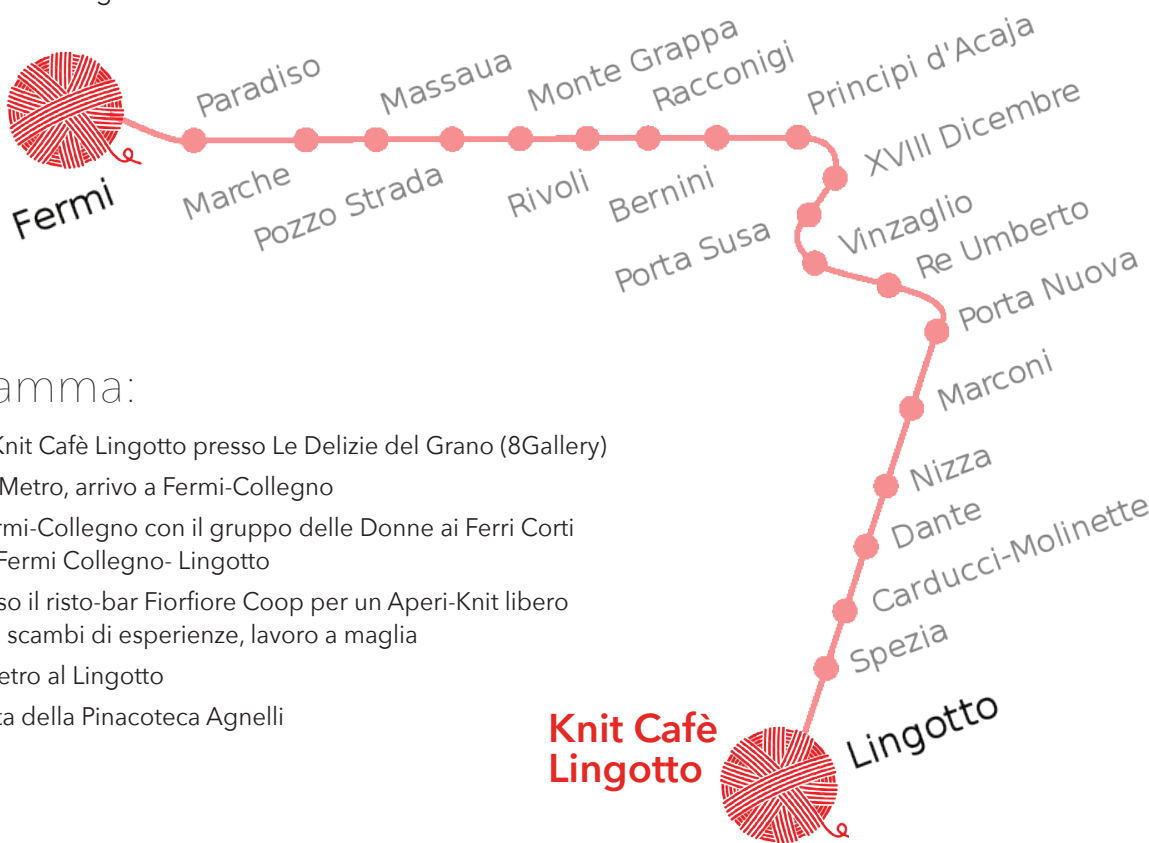 Fermi
Paradiso
Marche
Massaua
Pozzo Strada
Monte Grappa
Rivoli
Racconigi
Bernini
Principi d'Acaja
XVIII Dicembre
Porta Susa
Vinzaglio
Re Umberto
Porta Nuova
Marconi
Nizza
Dante
Carducci-Molinette
Spezia
Lingotto
Knit Cafè
Lingotto
amma:
Knit Cafè Lingotto presso Le Delizie del Grano (8Gallery)
Metro, arrivo a Fermi-Collegno
rmi-Collegno con il gruppo delle Donne ai Ferri Corti
Fermi Collegno- Lingotto
so il risto-bar Fiorfiore Coop per un Aperi-Knit libero
scambi di esperienze, lavoro a maglia
etro al Lingotto
ta della Pinacoteca Agnelli